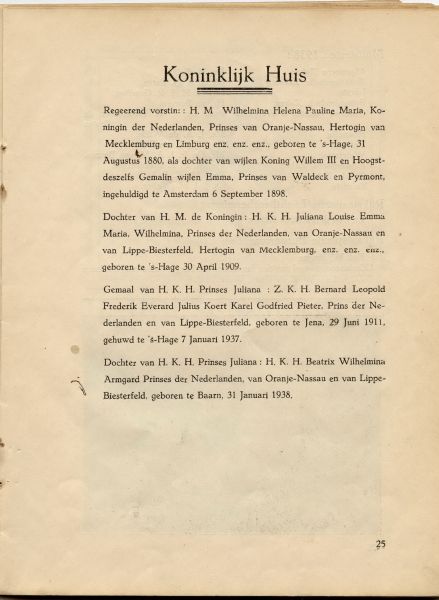 Koninklijk Huis
Regeerend vorstin: : H. M Wilhelmina Helena Pauline Maria, Ko-
ningin der Nederlanden, Prinses van Oranje-Nassau, Hertogin van
Mecklemburg en Limburg enz. enz. enz., geboren te 's-Hage, 31
Augustus 1880, als dochter van wijlen Koning Willem III en Hoogst-
deszelfs Gemalin wijlen Emma, Prinses van Waldeck en Pyrmont,
ingehuldigd te Amsterdam 6 September 1898.
Dochter van H. M. de Koningin : H. K. H. Juliana Louise Emma
Maria, Wilhelmina, Prinses der Nederlanden, van Oranje-Nassau en
van Lippe-Biesterfeld, Hertogin van Mecklemburg, enz. enz. enz.,
geboren te 's-Hage 30 April 1909.
Gemaal van H. K. H. Prinses Juliana : Z. K. H. Bernard Leopold
Frederik Everard Julius Koert Karel Godfried Pieter, Prins der Ne-
derlanden en van Lippe-Biesterfeld, geboren te Jena, 29 Juni 1911,
gehuwd te 's-Hage 7 Januari 1937.
Dochter van H. K. H. Prinses Juliana : H. K. H. Beatrix Wilhelmina
Armgard Prinses der Nederlanden, van Oranje-Nassau en van Lippe-
Biesterfeld, geboren te Baarn, 31 Januari 1938,
25